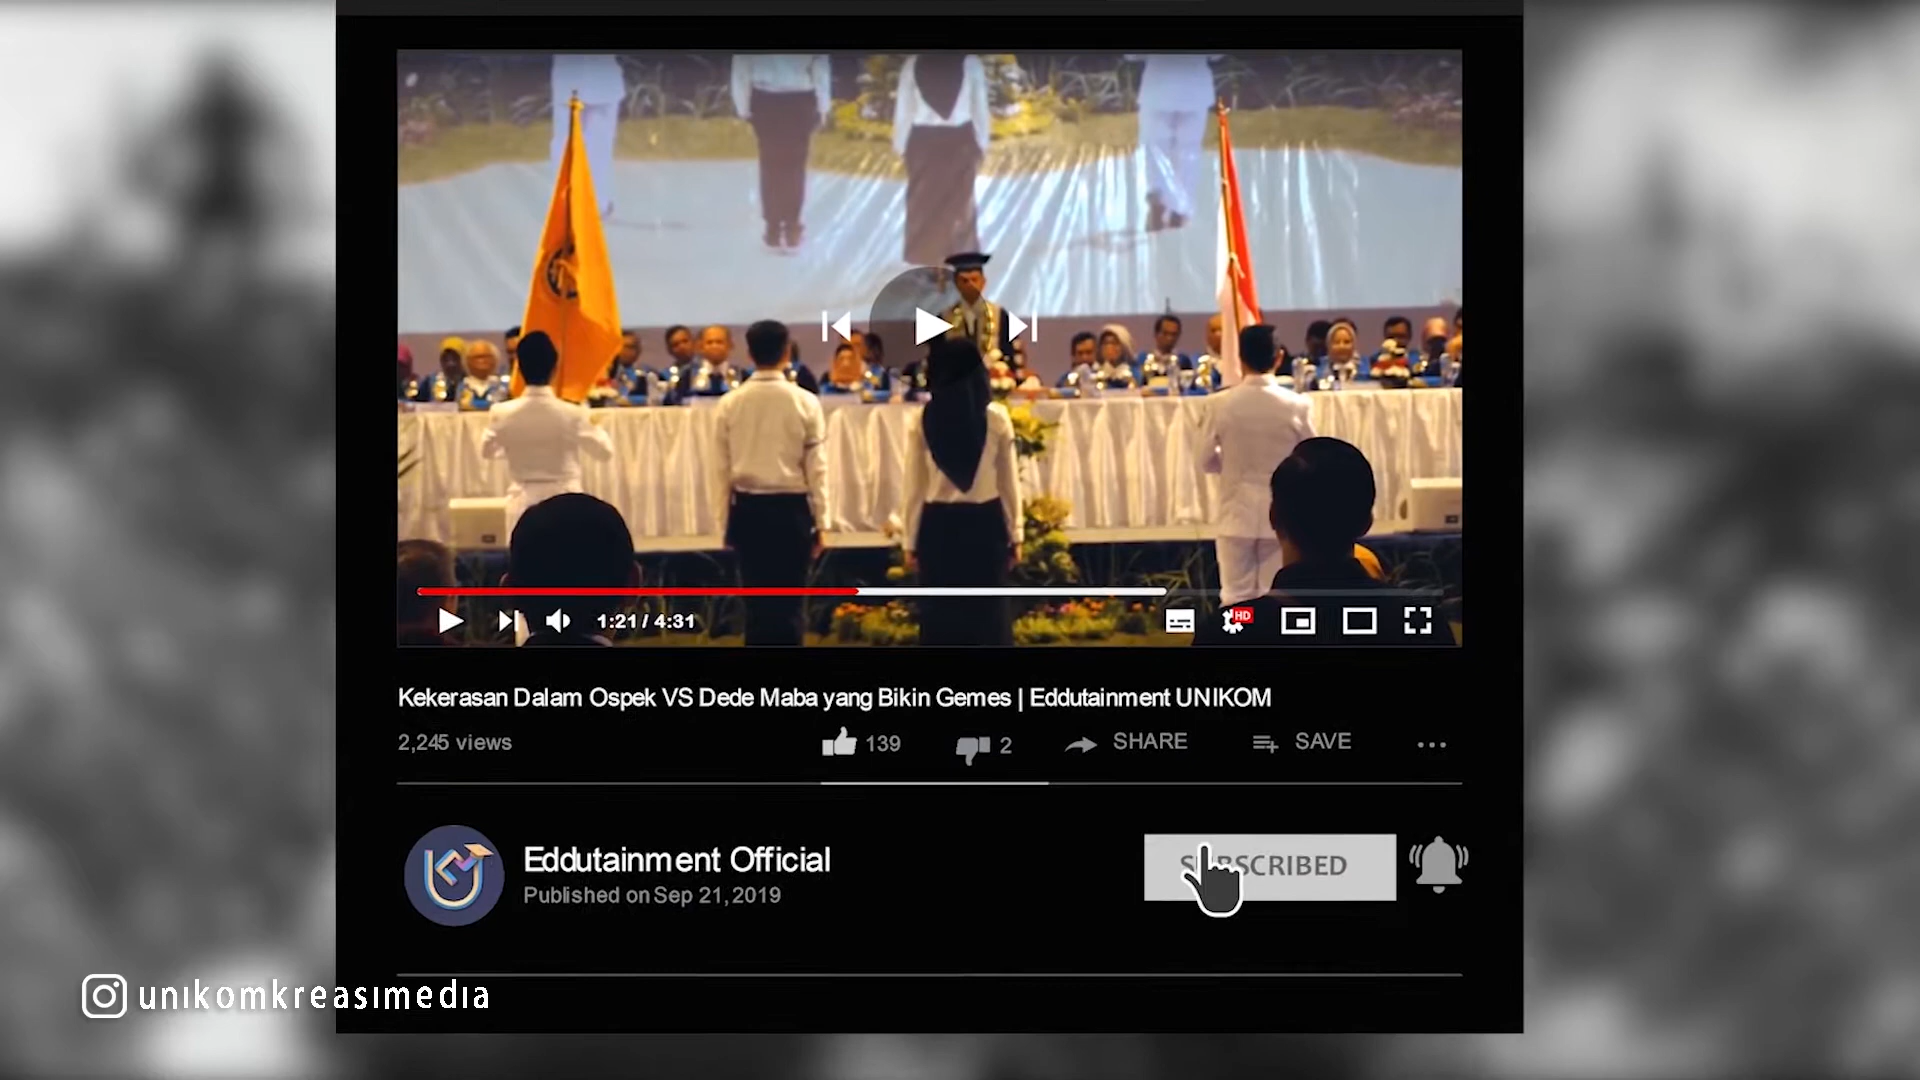 1:21 / 4:31
HD
Kekerasan Dalam Ospek VS Dede Maba yang Bikin Gemes | Eddutainment UNIKOM
2,245 views
139
2
SHARE
SAVE
Eddutainment Official
Published on Sep 21, 2019
SUBSCRIBED
unikomkreasimedia